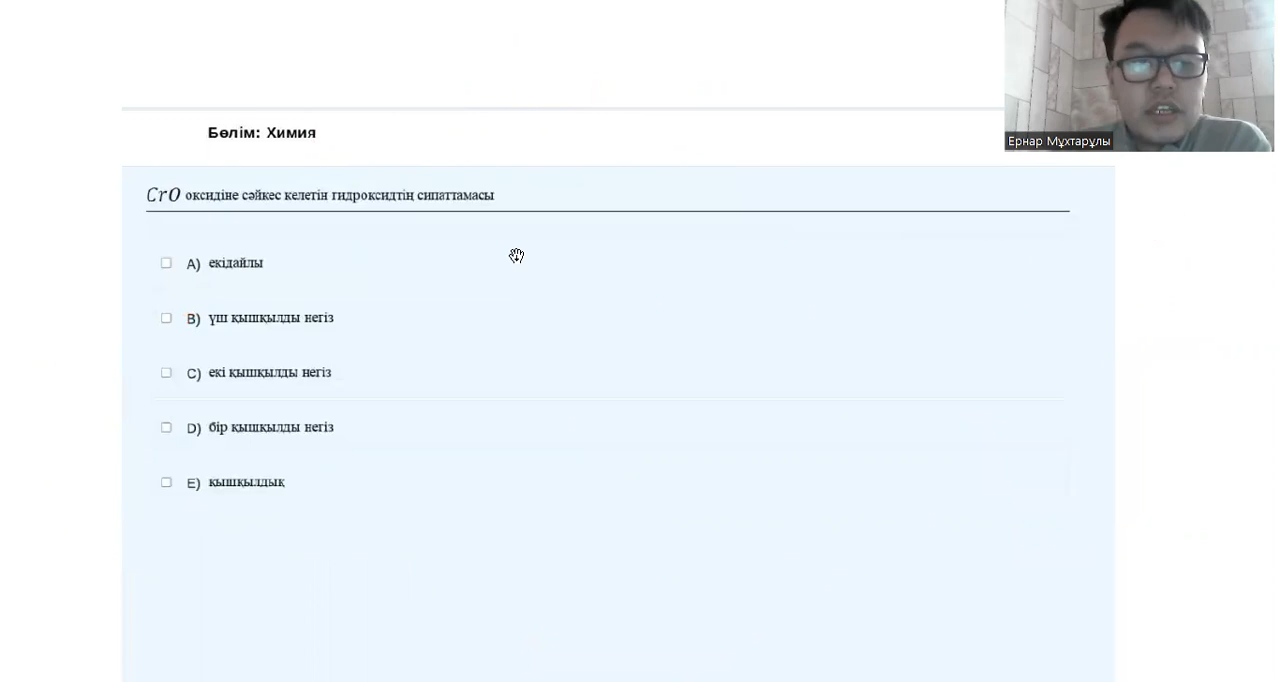 Ернар Мұхтарұлы
Бөлім: Химия
CrO оксидіне сәйкес келетін гидроксидтің сипаттамасы
A) екідайлы
B) үш қышқылды негіз
C) екі қышқылды негіз
D) бір қышқылды негіз
E) қышқылдық